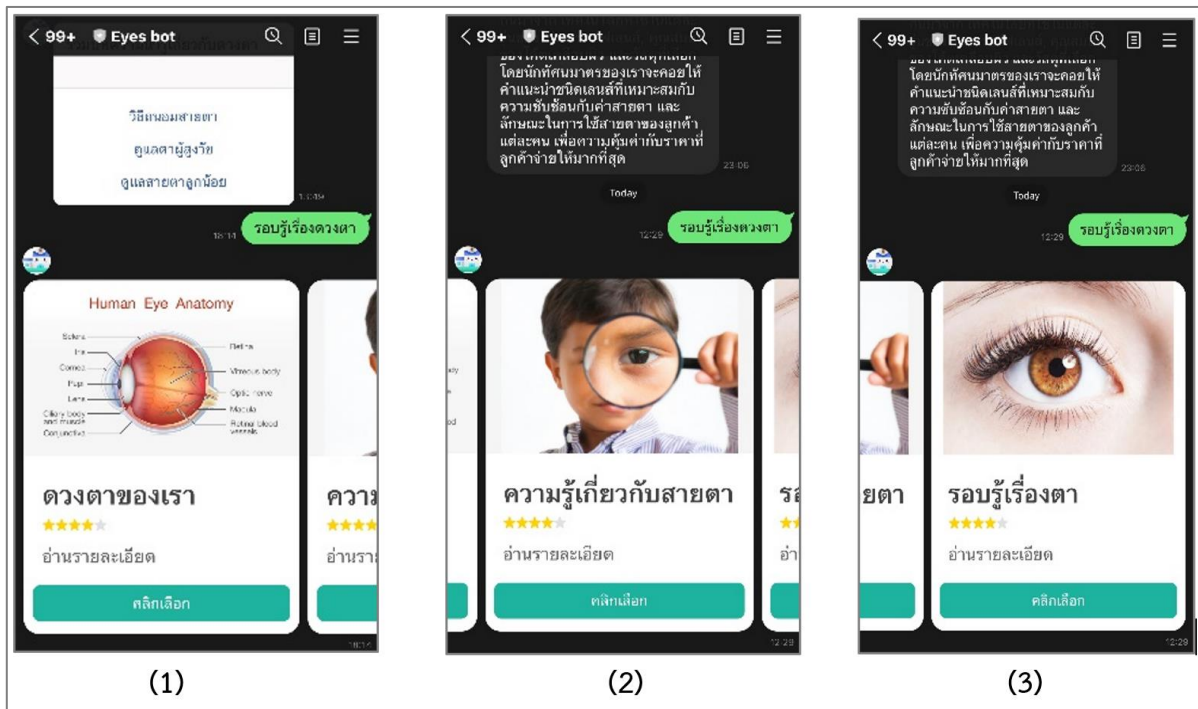 99+ Eyes bot
วิธีถนอมสายตา
ดูแลตาผู้สูงวัย
ดูแลสายตาลูกน้อย
รอบรู้เรื่องดวงตา
18:14
Human Eye Anatomy
Sclera
Iris
Cornea
Pupil
Lens
Ciliary body
and muscle
Conjunctiva
Retina
Vitreous body
Optic nerve
Macula
Retinal blood
vessels
ดวงตาของเรา
อ่านรายละเอียด
คลิกเลือก
18:14
(1)
99+ Eyes bot
โดยนักทัศนมาตรของเราจะคอยให้
คำแนะนำชนิดเลนส์ที่เหมาะสมกับ
ความซับซ้อนกับค่าสายตา และ
ลักษณะในการใช้สายตาของลูกค้า
แต่ละคน เพื่อความคุ้มค่ากับราคาที่
ลูกค้าจ่ายให้มากที่สุด
23:06
Today
รอบรู้เรื่องดวงตา
12:29
ความรู้เกี่ยวกับสายตา
อ่านรายละเอียด
คลิกเลือก
12:29
(2)
99+ Eyes bot
โดยนักทัศนมาตรของเราจะคอยให้
คำแนะนำชนิดเลนส์ที่เหมาะสมกับ
ความซับซ้อนกับค่าสายตา และ
ลักษณะในการใช้สายตาของลูกค้า
แต่ละคน เพื่อความคุ้มค่ากับราคาที่
ลูกค้าจ่ายให้มากที่สุด
23:06
Today
รอบรู้เรื่องดวงตา
12:29
ยตา
รอบรู้เรื่องตา
อ่านรายละเอียด
คลิกเลือก
12:29
(3)